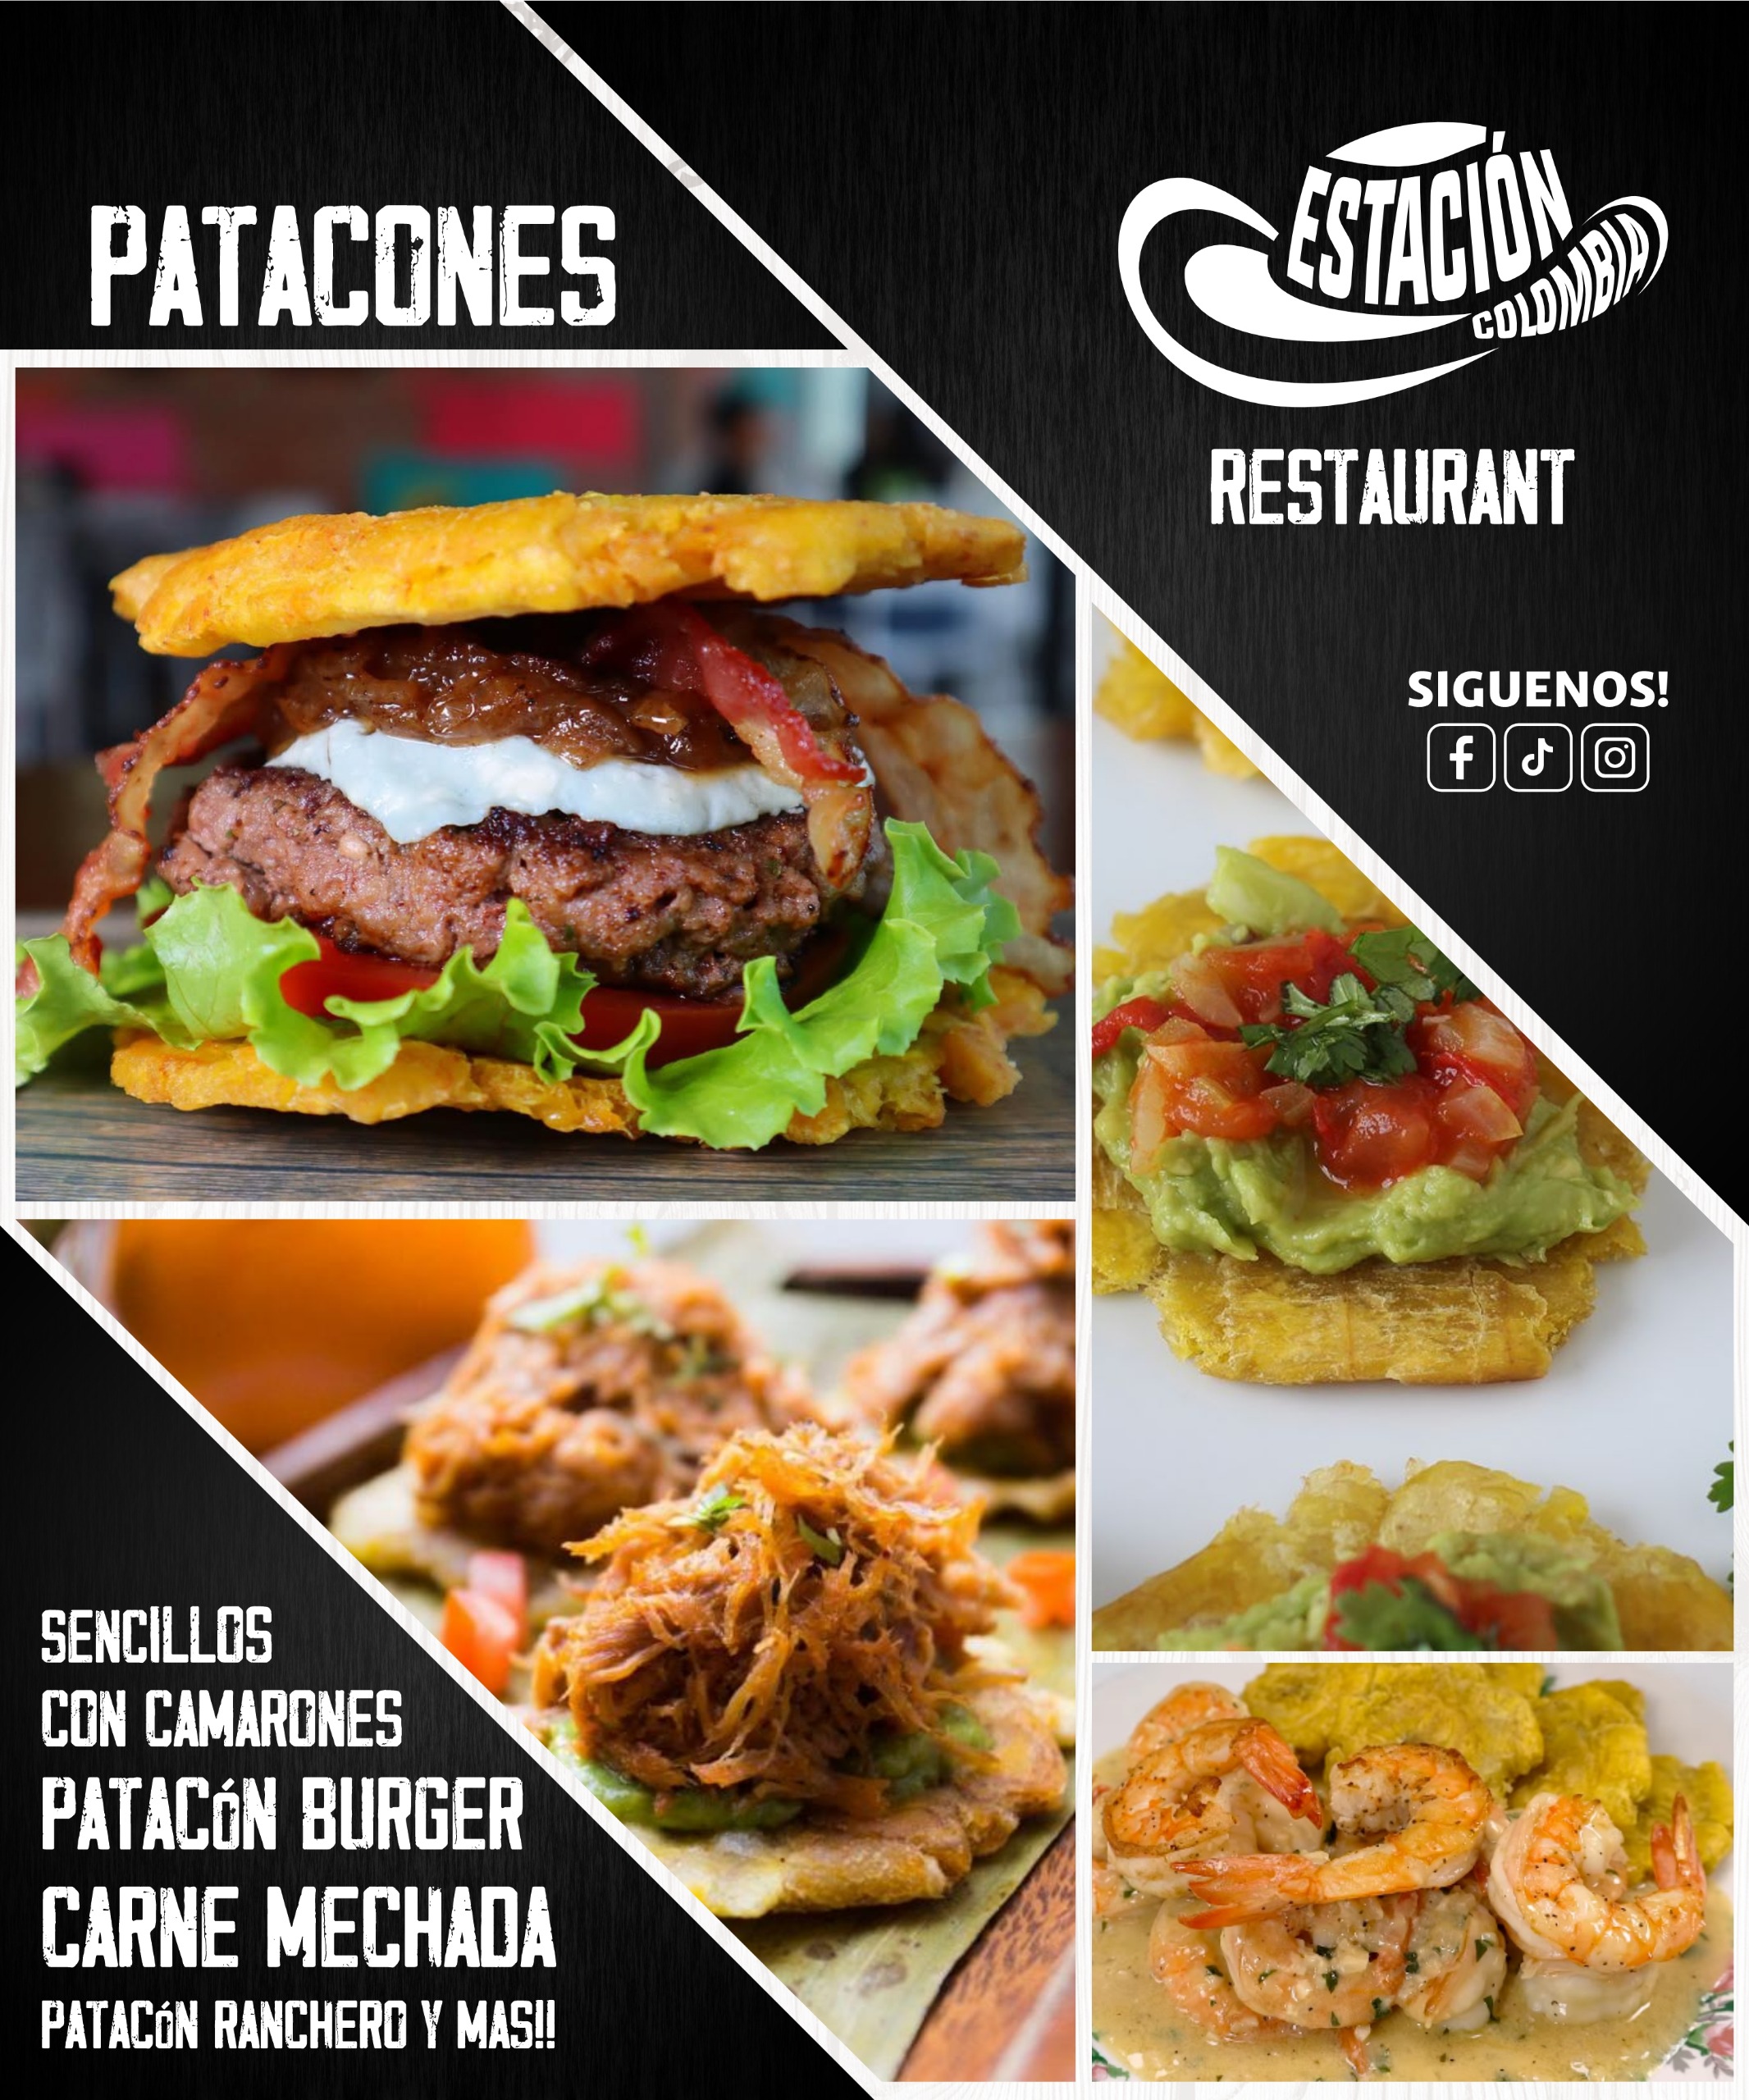 PATACONES
ESTACIÓN
COLOMBIA
RESTAURANT
SIGUENOS!
SENCILLOS
CON CAMARONES
PATACóN BURGER
CARNE MECHADA
PATACóN RANCHERO Y MAS!!